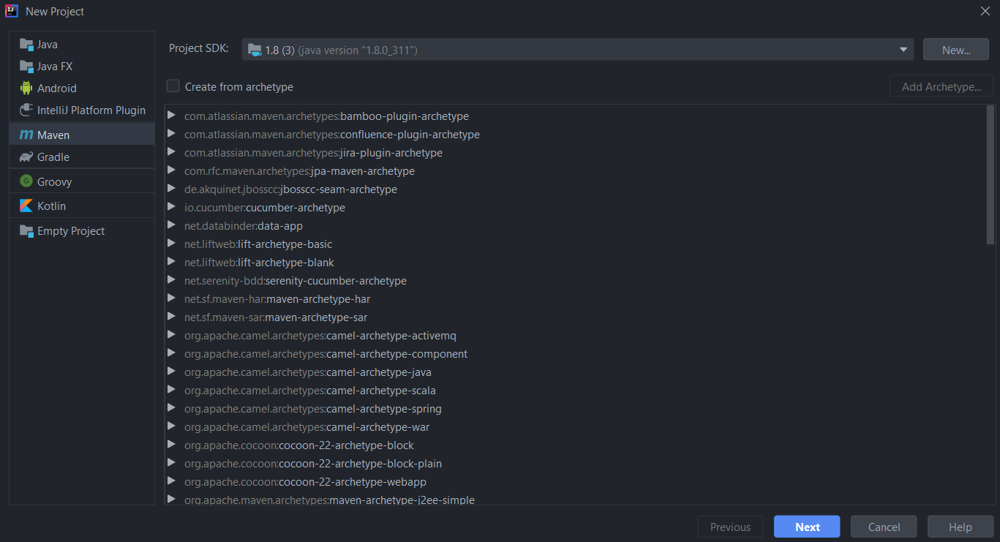 New Project
Java
Java FX
Android
IntelliJ Platform Plugin
Maven
Gradle
Groovy
Kotlin
Empty Project
Project SDK: 1.8 (3) (java version "1.8.0_311") New...
Create from archetype Add Archetype...
com.atlassian.maven.archetypes:bamboo-plugin-archetype
com.atlassian.maven.archetypes:confluence-plugin-archetype
com.atlassian.maven.archetypes:jira-plugin-archetype
com.rfc.maven.archetypes:jpa-maven-archetype
de.akquinet.jbosscc:jbosscc-seam-archetype
io.cucumber:cucumber-archetype
net.databinder:data-app
net.liftweb:lift-archetype-basic
net.liftweb:lift-archetype-blank
net.serenity-bdd:serenity-cucumber-archetype
net.sf.maven-har:maven-archetype-har
net.sf.maven-sar:maven-archetype-sar
org.apache.camel.archetypes:camel-archetype-activemq
org.apache.camel.archetypes:camel-archetype-component
org.apache.camel.archetypes:camel-archetype-java
org.apache.camel.archetypes:camel-archetype-scala
org.apache.camel.archetypes:camel-archetype-spring
org.apache.camel.archetypes:camel-archetype-war
org.apache.cocoon:cocoon-22-archetype-block
org.apache.cocoon:cocoon-22-archetype-block-plain
org.apache.cocoon:cocoon-22-archetype-webapp
org.apache.maven.archetypes:maven-archetype-j2ee-simple
Previous Next Cancel Help